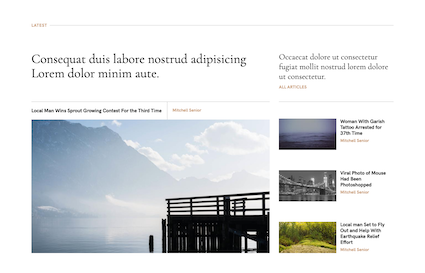 LATEST
Consequat duis labore nostrud adipisicing
Lorem dolor minim aute.
Local Man Wins Sprout Growing Contest For the Third Time
Mitchell Senior
Occaecat dolore ut consectetur
fugiat mollit nostrud lorem dolore
ut consectetur.
ALL ARTICLES
Woman With Garish
Tattoo Arrested for
37th Time
Mitchell Senior
Viral Photo of Mouse
Had Been
Photoshopped
Mitchell Senior
Local man Set to Fly
Out and Help With
Earthquake Relief
Effort
Mitchell Senior